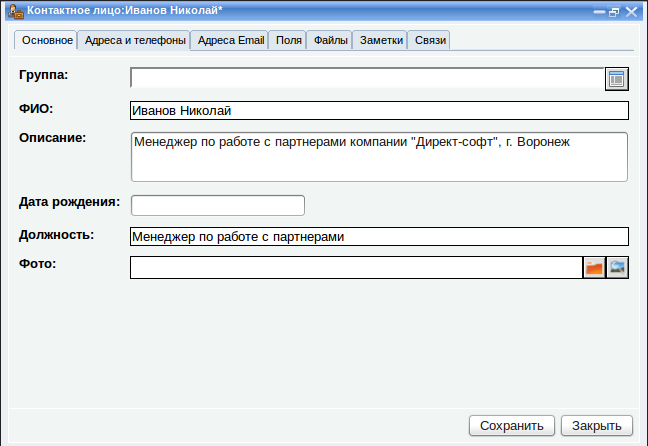 Контактное лицо:Иванов Николай*
Основное Адреса и телефоны Адреса Email Поля Файлы Заметки Связи
Группа:
ФИО: Иванов Николай
Описание: Менеджер по работе с партнерами компании "Директ-софт", г. Воронеж
Дата рождения:
Должность: Менеджер по работе с партнерами
Фото:
Сохранить Закрыть